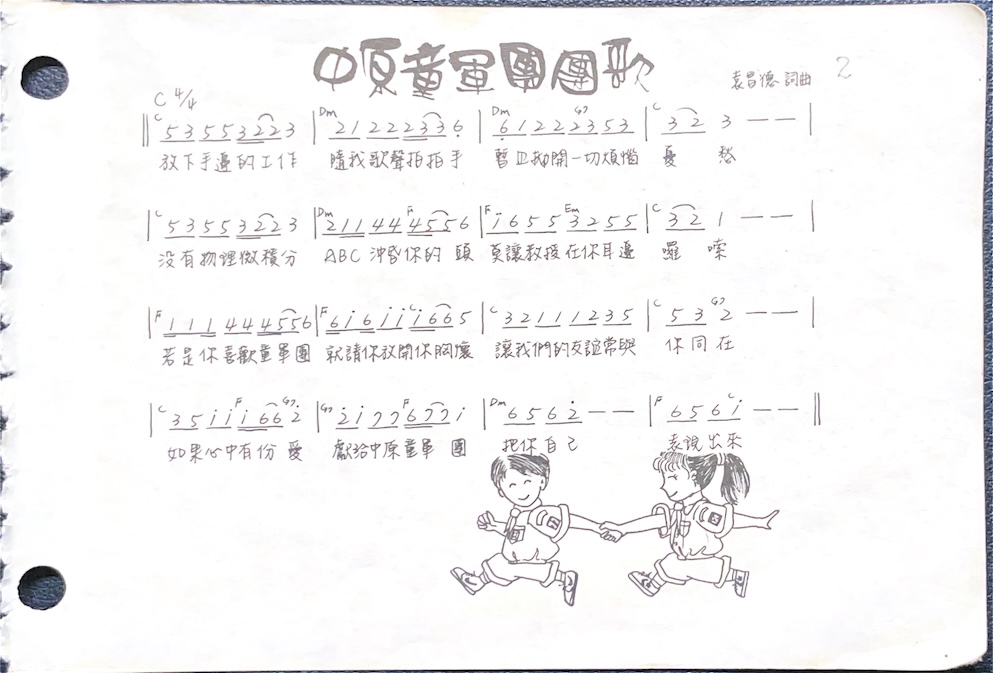 中原童軍團團歌
袁昌德 詞曲
2
C 4/4
C Dm Dm G7 C
5 3 5 5 3 2 2 3 | 2 1 2 2 2 3 3 6 | 6 1 2 2 2 3 5 3 | 3 2 3 — — |
放下手邊的工作 隨我歌聲拍拍手 暫且拋開一切煩惱 憂愁
C Dm F F Em C
5 3 5 5 3 2 2 3 | 2 1 1 4 4 4 5 5 6 | i 6 5 5 3 2 5 5 | 3 2 1 — — |
沒有物理微積分 ABC 沖昏你的頭 莫讓教授在你耳邊 囉嗦
F F C C C G7
1 1 1 4 4 4 5 5 6 | 6 i 6 i i i 6 6 5 | 3 2 1 1 1 2 3 5 | 5 3 2 — — |
若是你喜歡童軍團 就請你放開你胸懷 讓我們的友誼常與 你同在
C F G7 G7 F Dm F C
3 5 i i i 6 6 2 | 2 i 7 7 6 7 7 i | 6 5 6 2 — — | 6 5 6 i — — ‖
如果心中有份愛 獻給中原童軍團 把你自己 表現出來